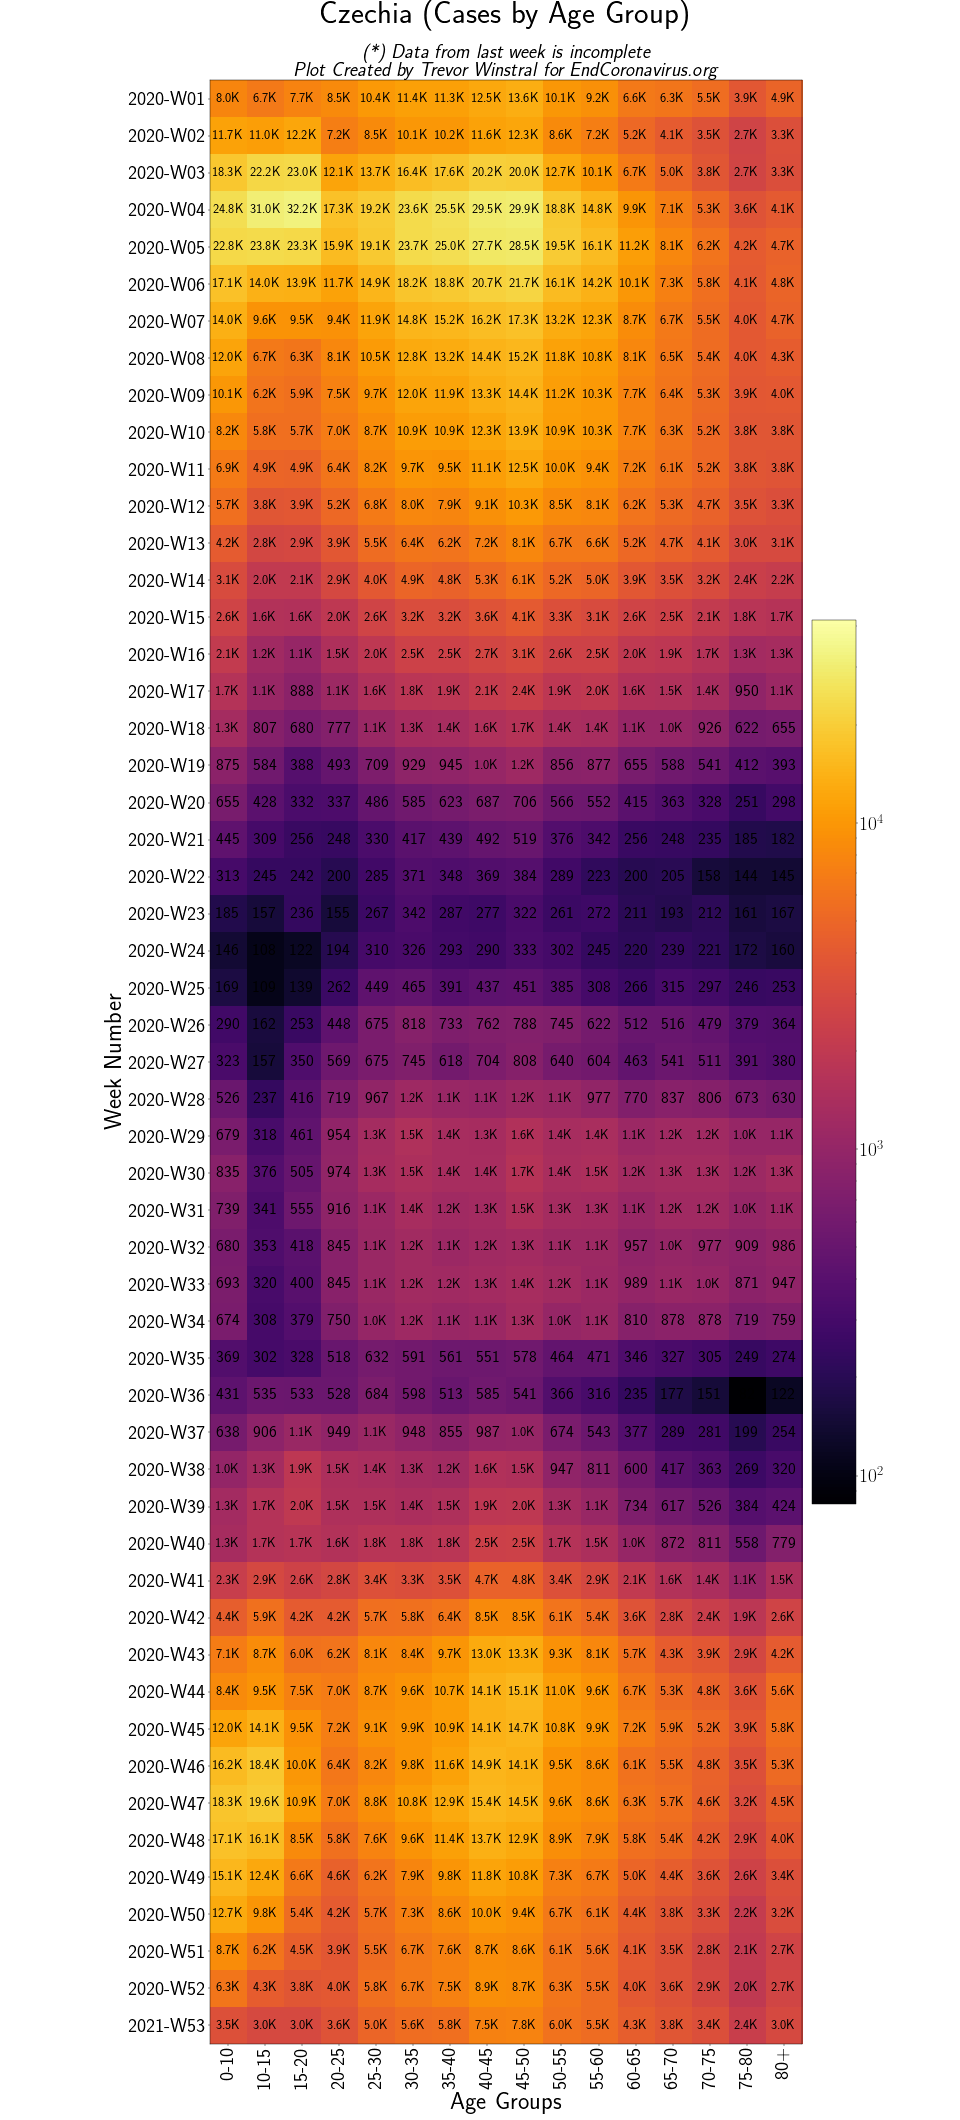 Czechia (Cases by Age Group)
(*) Data from last week is incomplete
Plot Created by Trevor Winstral for EndCoronavirus.org
2020-W01 8.0K 6.7K 7.7K 8.5K 10.4K 11.4K 11.3K 12.5K 13.6K 10.1K 9.2K 6.6K 6.3K 5.5K 3.9K 4.9K
2020-W02 11.7K 11.0K 12.2K 7.2K 8.5K 10.1K 10.2K 11.6K 12.3K 8.6K 7.2K 5.2K 4.1K 3.5K 2.7K 3.3K
2020-W03 18.3K 22.2K 23.0K 12.1K 13.7K 16.4K 17.6K 20.2K 20.0K 12.7K 10.1K 6.7K 5.0K 3.8K 2.7K 3.3K
2020-W04 24.8K 31.0K 32.2K 17.3K 19.2K 23.6K 25.5K 29.5K 29.9K 18.8K 14.8K 9.9K 7.1K 5.3K 3.6K 4.1K
2020-W05 22.8K 23.8K 23.3K 15.9K 19.1K 23.7K 25.0K 27.7K 28.5K 19.5K 16.1K 11.2K 8.1K 6.2K 4.2K 4.7K
2020-W06 17.1K 14.0K 13.9K 11.7K 14.9K 18.2K 18.8K 20.7K 21.7K 16.1K 14.2K 10.1K 7.3K 5.8K 4.1K 4.8K
2020-W07 14.0K 9.6K 9.5K 9.4K 11.9K 14.8K 15.2K 16.2K 17.3K 13.2K 12.3K 8.7K 6.7K 5.5K 4.0K 4.7K
2020-W08 12.0K 6.7K 6.3K 8.1K 10.5K 12.8K 13.2K 14.4K 15.2K 11.8K 10.8K 8.1K 6.5K 5.4K 4.0K 4.3K
2020-W09 10.1K 6.2K 5.9K 7.5K 9.7K 12.0K 11.9K 13.3K 14.4K 11.2K 10.3K 7.7K 6.4K 5.3K 3.9K 4.0K
2020-W10 8.2K 5.8K 5.7K 7.0K 8.7K 10.9K 10.9K 12.3K 13.9K 10.9K 10.3K 7.7K 6.3K 5.2K 3.8K 3.8K
2020-W11 6.9K 4.9K 4.9K 6.4K 8.2K 9.7K 9.5K 11.1K 12.5K 10.0K 9.4K 7.2K 6.1K 5.2K 3.8K 3.8K
2020-W12 5.7K 3.8K 3.9K 5.2K 6.8K 8.0K 7.9K 9.1K 10.3K 8.5K 8.1K 6.2K 5.3K 4.7K 3.5K 3.3K
2020-W13 4.2K 2.8K 2.9K 3.9K 5.5K 6.4K 6.2K 7.2K 8.1K 6.7K 6.6K 5.2K 4.7K 4.1K 3.0K 3.1K
2020-W14 3.1K 2.0K 2.1K 2.9K 4.0K 4.9K 4.8K 5.3K 6.1K 5.2K 5.0K 3.9K 3.5K 3.2K 2.4K 2.2K
2020-W15 2.6K 1.6K 1.6K 2.0K 2.6K 3.2K 3.2K 3.6K 4.1K 3.3K 3.1K 2.6K 2.5K 2.1K 1.8K 1.7K
2020-W16 2.1K 1.2K 1.1K 1.5K 2.0K 2.5K 2.5K 2.7K 3.1K 2.6K 2.5K 2.0K 1.9K 1.7K 1.3K 1.3K
2020-W17 1.7K 1.1K 888 1.1K 1.6K 1.8K 1.9K 2.1K 2.4K 1.9K 2.0K 1.6K 1.5K 1.4K 950 1.1K
2020-W18 1.3K 807 680 777 1.1K 1.3K 1.4K 1.6K 1.7K 1.4K 1.4K 1.1K 1.0K 926 622 655
2020-W19 875 584 388 493 709 929 945 1.0K 1.2K 856 877 655 588 541 412 393
2020-W20 655 428 332 337 486 585 623 687 706 566 552 415 363 328 251 298
2020-W21 445 309 256 248 330 417 439 492 519 376 342 256 248 235 185 182
2020-W22 313 245 242 200 285 371 348 369 384 289 223 200 205 158 144 145
2020-W23 185 157 236 155 267 342 287 277 322 261 272 211 193 212 161 167
2020-W24 146 122 194 310 326 293 290 333 302 245 220 239 221 172 160
2020-W25 169 139 262 449 465 391 437 451 385 308 266 315 297 246 253
2020-W26 290 162 253 448 675 818 733 762 788 745 622 512 516 479 379 364
2020-W27 323 157 350 569 675 745 618 704 808 640 604 463 541 511 391 380
2020-W28 526 237 416 719 967 1.2K 1.1K 1.1K 1.2K 1.1K 977 770 837 806 673 630
2020-W29 679 318 461 954 1.3K 1.5K 1.4K 1.3K 1.6K 1.4K 1.4K 1.1K 1.2K 1.2K 1.0K 1.1K
2020-W30 835 376 505 974 1.3K 1.5K 1.4K 1.4K 1.7K 1.4K 1.5K 1.2K 1.3K 1.3K 1.2K 1.3K
2020-W31 739 341 555 916 1.1K 1.4K 1.2K 1.3K 1.5K 1.3K 1.3K 1.1K 1.2K 1.2K 1.0K 1.1K
2020-W32 680 353 418 845 1.1K 1.2K 1.1K 1.2K 1.3K 1.1K 1.1K 957 1.0K 977 909 986
2020-W33 693 320 400 845 1.1K 1.2K 1.2K 1.3K 1.4K 1.2K 1.1K 989 1.1K 1.0K 871 947
2020-W34 674 308 379 750 1.0K 1.2K 1.1K 1.1K 1.3K 1.0K 1.1K 810 878 878 719 759
2020-W35 369 302 328 518 632 591 561 551 578 464 471 346 327 305 249 274
2020-W36 431 535 533 528 684 598 513 585 541 366 316 235 177 151 122
2020-W37 638 906 1.1K 949 1.1K 948 855 987 1.0K 674 543 377 289 281 199 254
2020-W38 1.0K 1.3K 1.9K 1.5K 1.4K 1.3K 1.2K 1.6K 1.5K 947 811 600 417 363 269 320
2020-W39 1.3K 1.7K 2.0K 1.5K 1.5K 1.4K 1.5K 1.9K 2.0K 1.3K 1.1K 734 617 526 384 424
2020-W40 1.3K 1.7K 1.7K 1.6K 1.8K 1.8K 1.8K 2.5K 2.5K 1.7K 1.5K 1.0K 872 811 558 779
2020-W41 2.3K 2.9K 2.6K 2.8K 3.4K 3.3K 3.5K 4.7K 4.8K 3.4K 2.9K 2.1K 1.6K 1.4K 1.1K 1.5K
2020-W42 4.4K 5.9K 4.2K 4.2K 5.7K 5.8K 6.4K 8.5K 8.5K 6.1K 5.4K 3.6K 2.8K 2.4K 1.9K 2.6K
2020-W43 7.1K 8.7K 6.0K 6.2K 8.1K 8.4K 9.7K 13.0K 13.3K 9.3K 8.1K 5.7K 4.3K 3.9K 2.9K 4.2K
2020-W44 8.4K 9.5K 7.5K 7.0K 8.7K 9.6K 10.7K 14.1K 15.1K 11.0K 9.6K 6.7K 5.3K 4.8K 3.6K 5.6K
2020-W45 12.0K 14.1K 9.5K 7.2K 9.1K 9.9K 10.9K 14.1K 14.7K 10.8K 9.9K 7.2K 5.9K 5.2K 3.9K 5.8K
2020-W46 16.2K 18.4K 10.0K 6.4K 8.2K 9.8K 11.6K 14.9K 14.1K 9.5K 8.6K 6.1K 5.5K 4.8K 3.5K 5.3K
2020-W47 18.3K 19.6K 10.9K 7.0K 8.8K 10.8K 12.9K 15.4K 14.5K 9.6K 8.6K 6.3K 5.7K 4.6K 3.2K 4.5K
2020-W48 17.1K 16.1K 8.5K 5.8K 7.6K 9.6K 11.4K 13.7K 12.9K 8.9K 7.9K 5.8K 5.4K 4.2K 2.9K 4.0K
2020-W49 15.1K 12.4K 6.6K 4.6K 6.2K 7.9K 9.8K 11.8K 10.8K 7.3K 6.7K 5.0K 4.4K 3.6K 2.6K 3.4K
2020-W50 12.7K 9.8K 5.4K 4.2K 5.7K 7.3K 8.6K 10.0K 9.4K 6.7K 6.1K 4.4K 3.8K 3.3K 2.2K 3.2K
2020-W51 8.7K 6.2K 4.5K 3.9K 5.5K 6.7K 7.6K 8.7K 8.6K 6.1K 5.6K 4.1K 3.5K 2.8K 2.1K 2.7K
2020-W52 6.3K 4.3K 3.8K 4.0K 5.8K 6.7K 7.5K 8.9K 8.7K 6.3K 5.5K 4.0K 3.6K 2.9K 2.0K 2.7K
2021-W53 3.5K 3.0K 3.0K 3.6K 5.0K 5.6K 5.8K 7.5K 7.8K 6.0K 5.5K 4.3K 3.8K 3.4K 2.4K 3.0K
0-10 10-15 15-20 20-25 25-30 30-35 35-40 40-45 45-50 50-55 55-60 60-65 65-70 70-75 75-80 80+
Age Groups
Week Number
10⁴
10³
10²